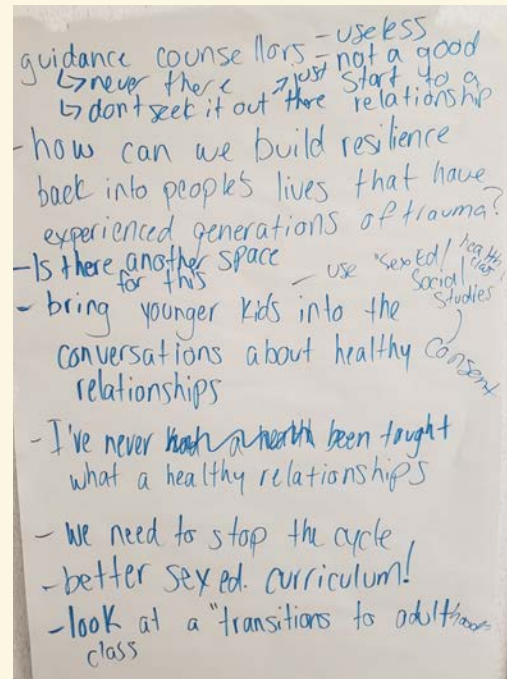 guidance counsellors - useless
- not a good
↳ never there → just start to a
↳ dont seek it out there relationship
- how can we build resilience
back into people's lives that have
experienced generations of trauma?
- Is there another space
for this
- use "Sex Ed / health class /
Social
Studies
- bring younger kids into the
conversations about healthy consent
relationships
- I've never been taught
what a healthy relationships
- We need to stop the cycle
- better sex ed. curriculum!
- look at a "transitions to adulthood
class